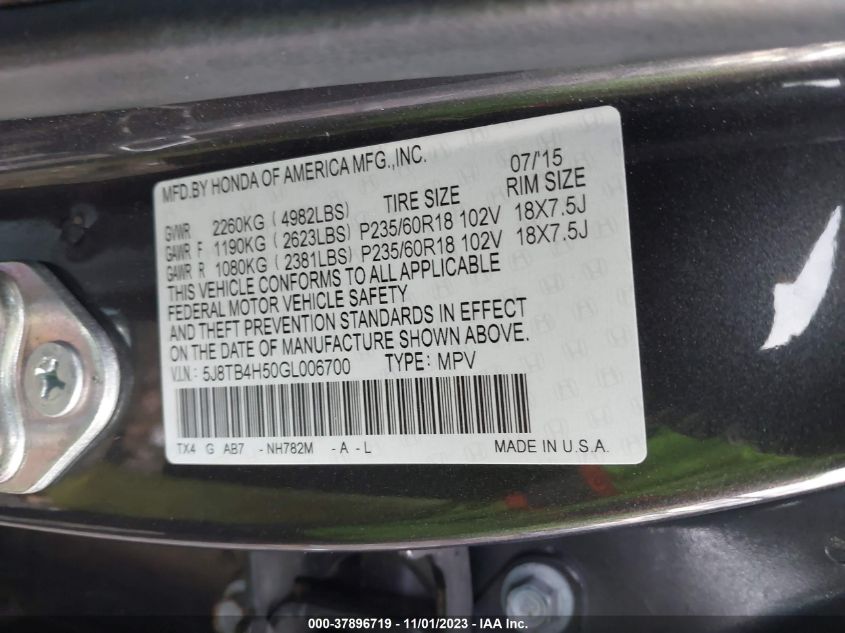 MFD.BY HONDA OF AMERICA MFG.,INC. 07/'15
TIRE SIZE RIM SIZE
GVWR 2260KG ( 4982LBS)
GAWR F 1190KG ( 2623LBS) P235/60R18 102V 18X7.5J
GAWR R 1080KG ( 2381LBS) P235/60R18 102V 18X7.5J
THIS VEHICLE CONFORMS TO ALL APPLICABLE
FEDERAL MOTOR VEHICLE SAFETY
AND THEFT PREVENTION STANDARDS IN EFFECT
ON THE DATE OF MANUFACTURE SHOWN ABOVE.
V.I.N.: 5J8TB4H50GL006700 TYPE: MPV
TX4 G AB7 -NH782M -A -L MADE IN U.S.A.
000-37896719 - 11/01/2023 - IAAI.COM